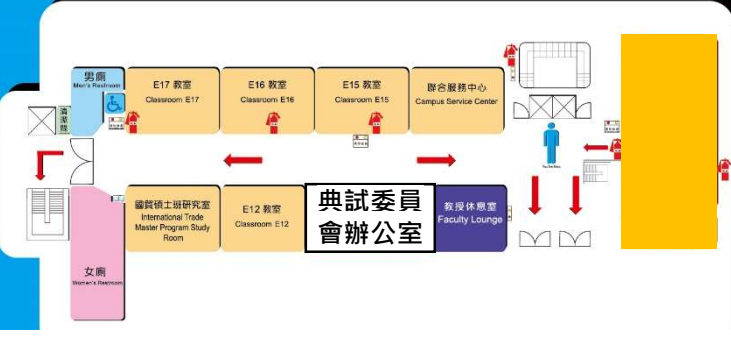 男廁
Men's Restroom
E17 教室
Classroom E17
E16 教室
Classroom E16
E15 教室
Classroom E15
聯合服務中心
Campus Service Center
國貿碩士班研究室
International Trade
Master Program Study
Room
E12 教室
Classroom E12
典試委員
會辦公室
教授休息室
Faculty Lounge
女廁
Women's Restroom